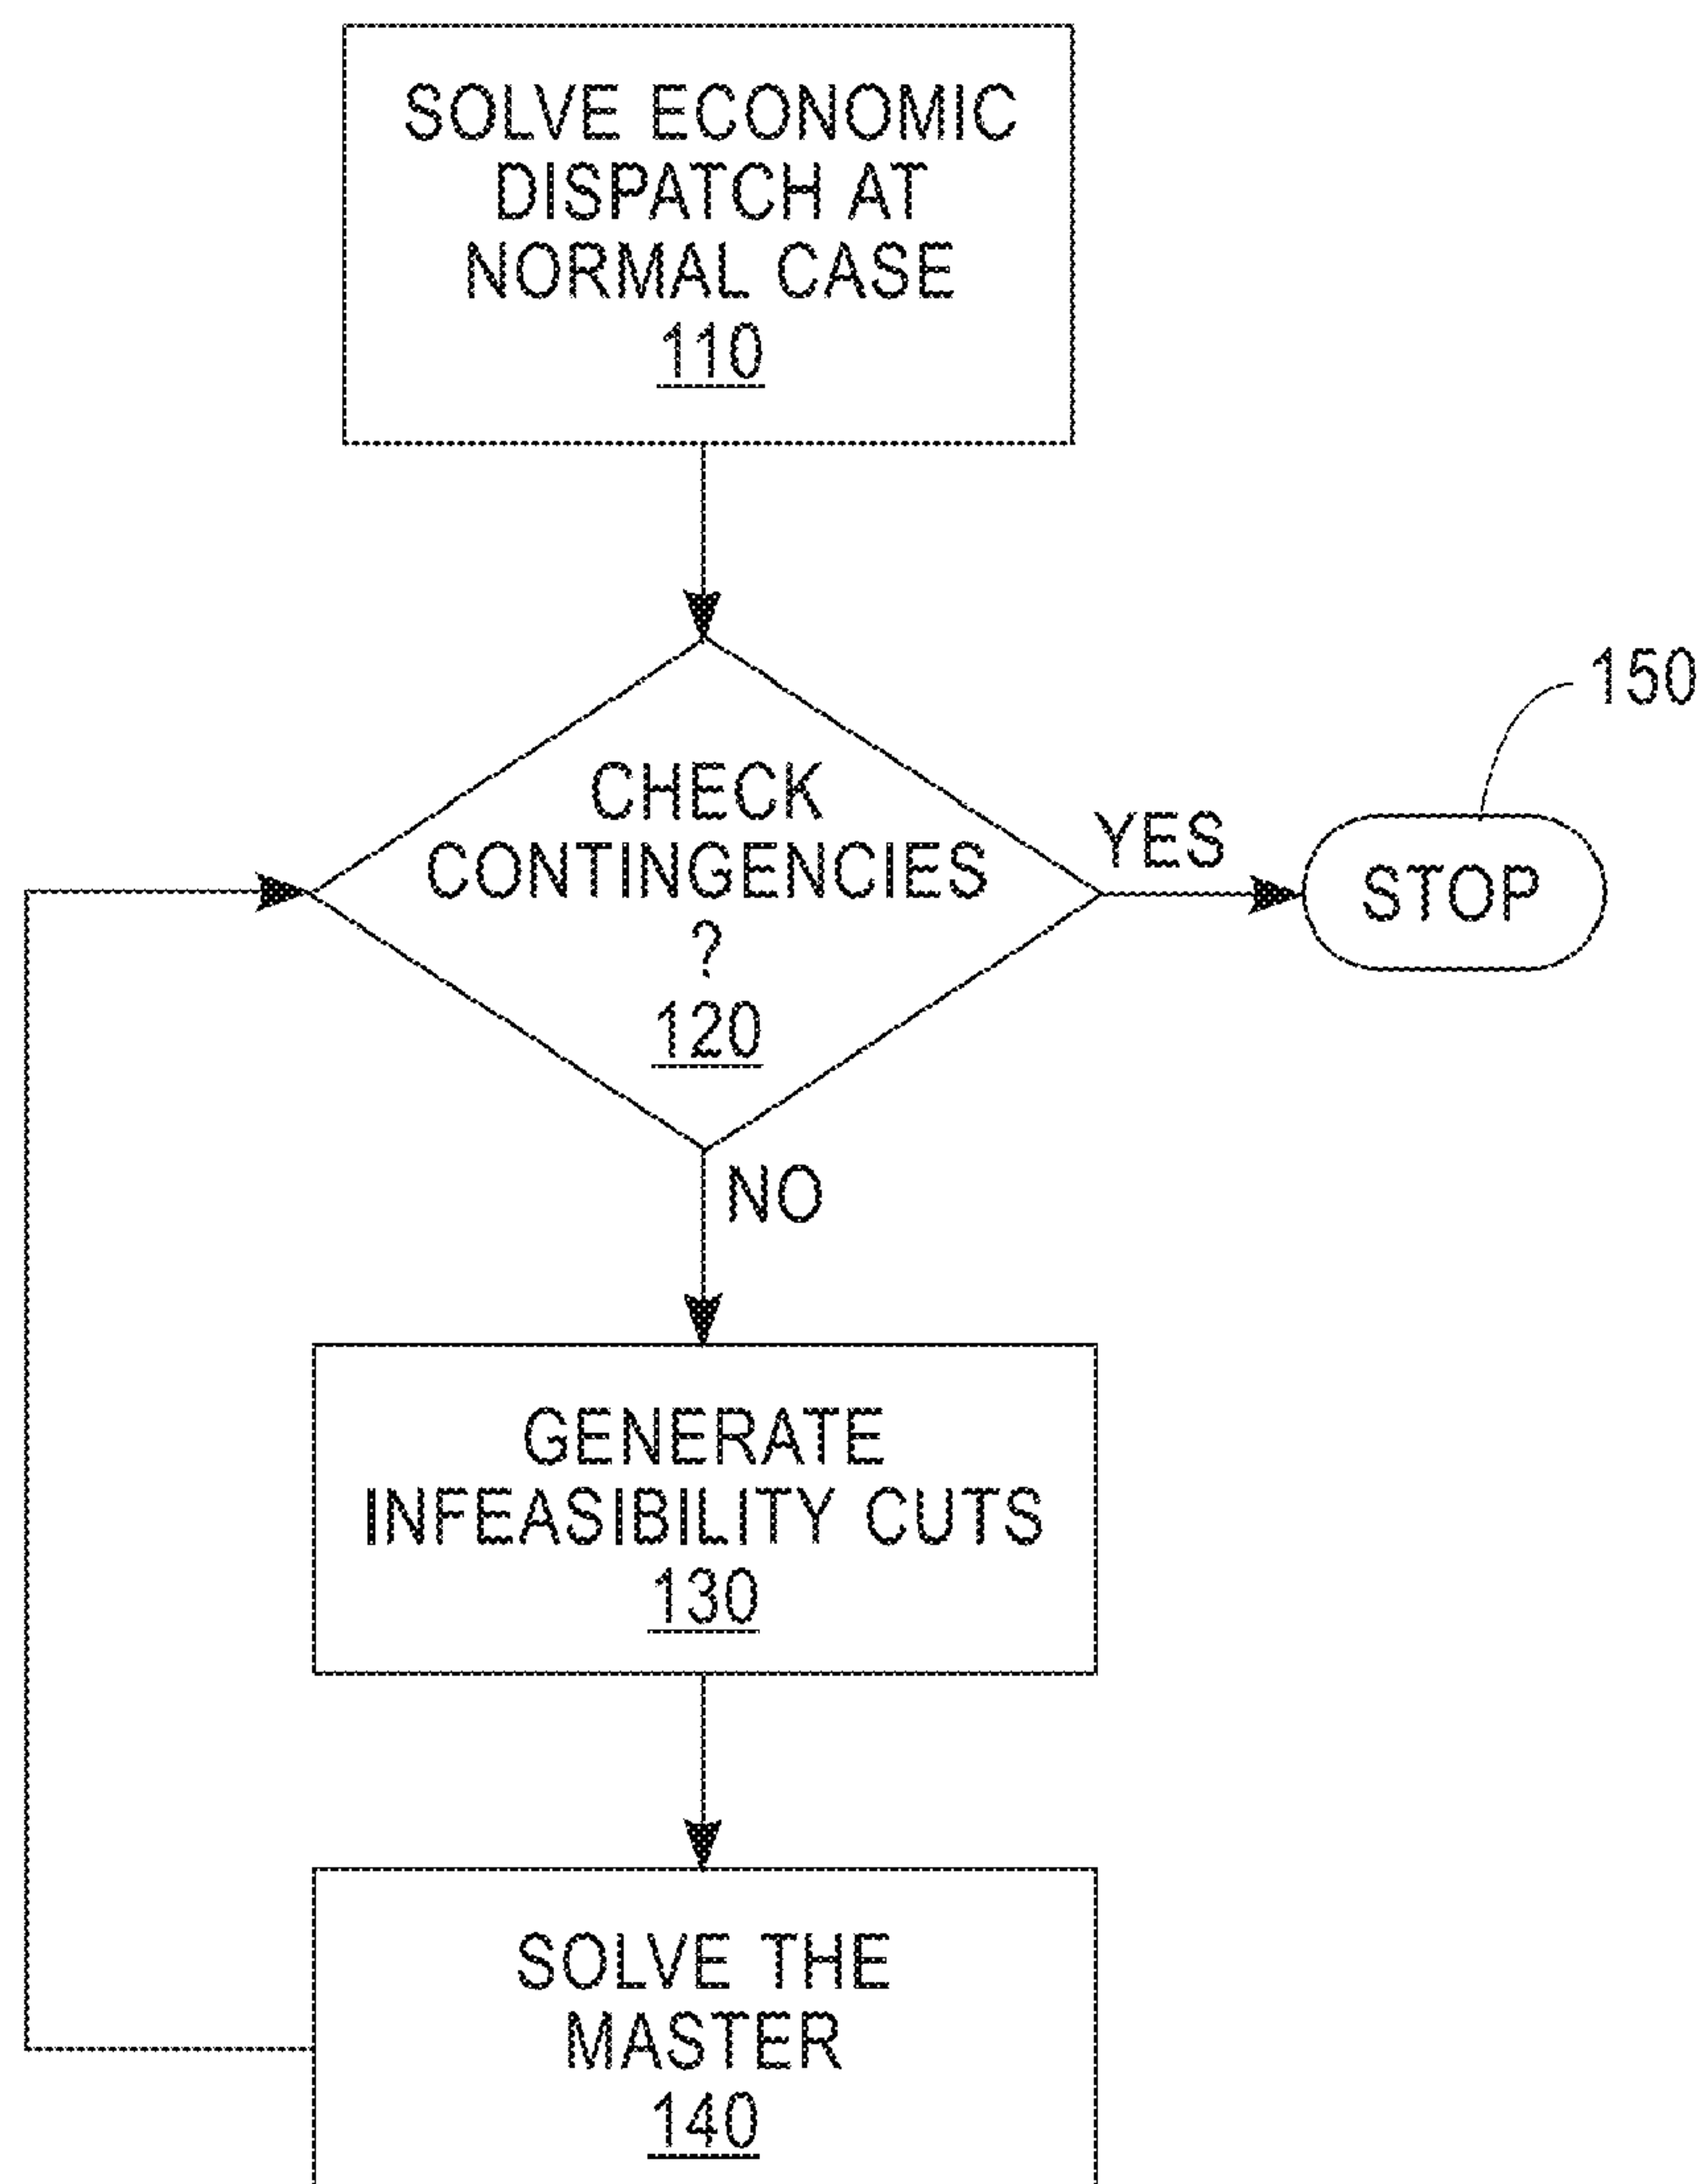 SOLVE ECONOMIC
DISPATCH AT
NORMAL CASE
110
150
CHECK
CONTINGENCIES
?
120
YES
STOP
NO
GENERATE
INFEASIBILITY CUTS
130
SOLVE THE
MASTER
140